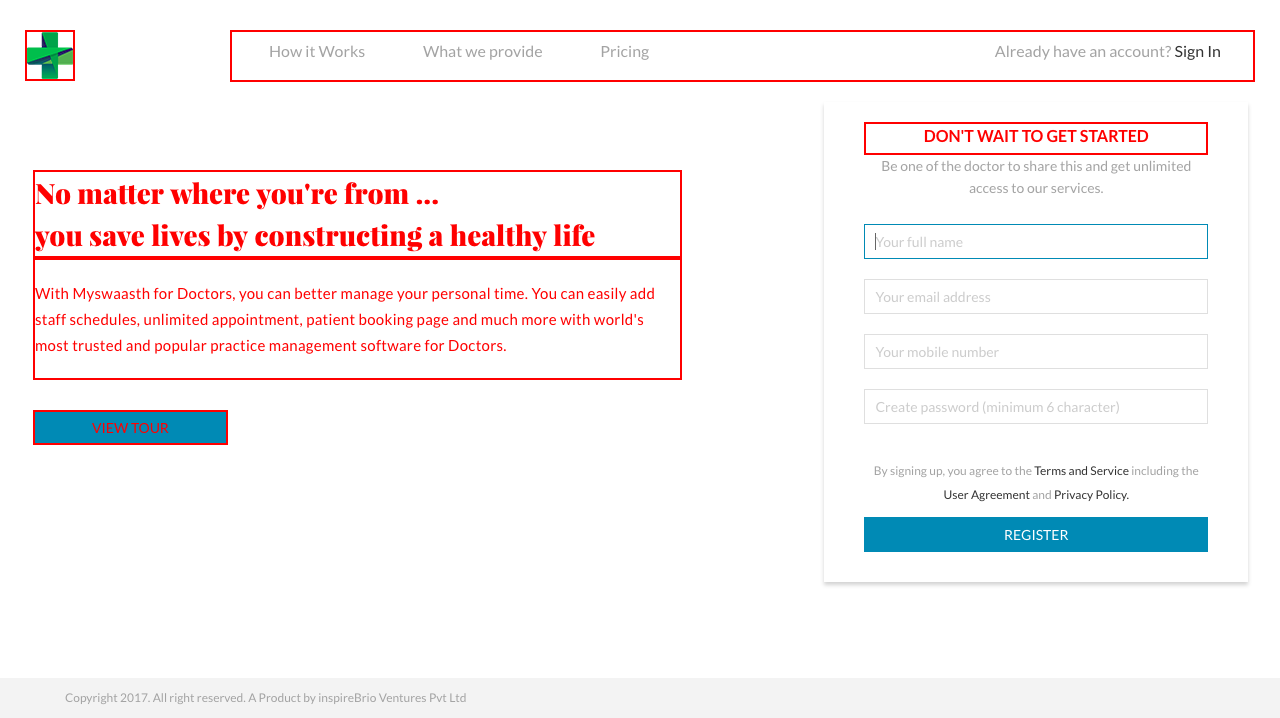 How it Works
What we provide
Pricing
Already have an account? Sign In
No matter where you're from ...
you save lives by constructing a healthy life
With Myswaasth for Doctors, you can better manage your personal time. You can easily add
staff schedules, unlimited appointment, patient booking page and much more with world's
most trusted and popular practice management software for Doctors.
VIEW TOUR
DON'T WAIT TO GET STARTED
Be one of the doctor to share this and get unlimited
access to our services.
Your full name
Your email address
Your mobile number
Create password (minimum 6 character)
By signing up, you agree to the Terms and Service including the
User Agreement and Privacy Policy.
REGISTER
Copyright 2017. All right reserved. A Product by inspireBrio Ventures Pvt Ltd